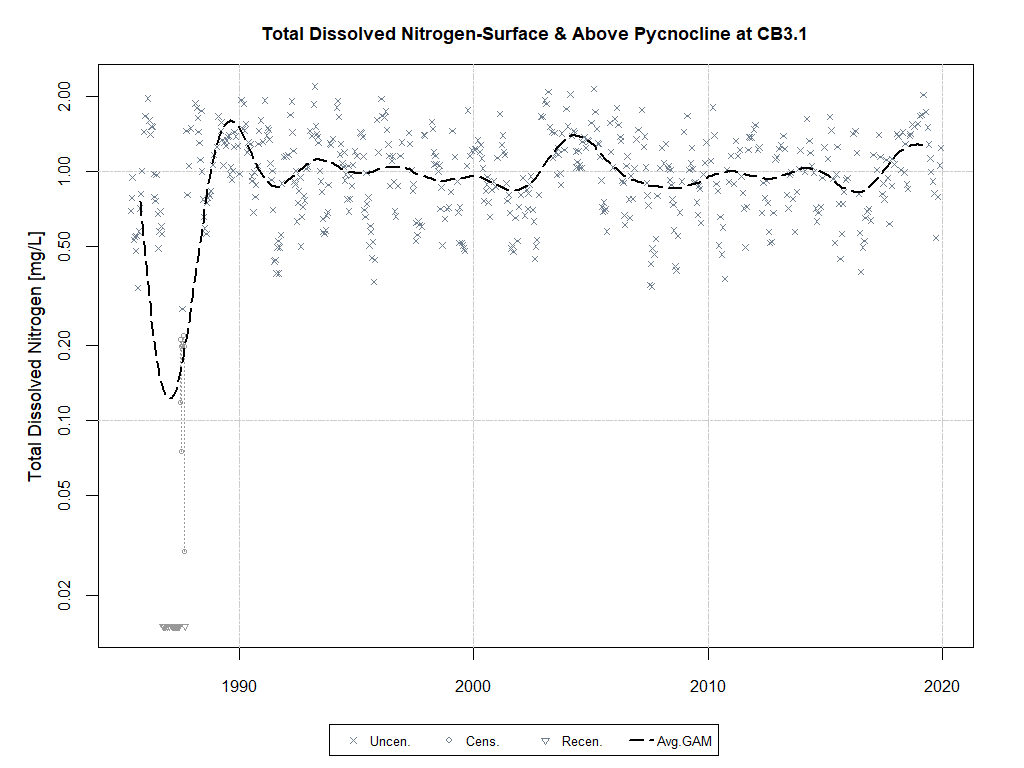 Total Dissolved Nitrogen-Surface & Above Pycnocline at CB3.1
Total Dissolved Nitrogen [mg/L]
2.00
1.00
0.50
0.20
0.10
0.05
0.02
1990 2000 2010 2020
Uncen. Cens. Recen. Avg.GAM